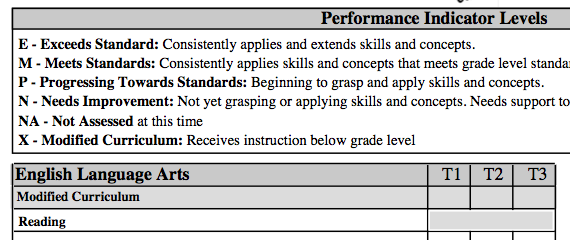 Performance Indicator Levels
E - Exceeds Standard: Consistently applies and extends skills and concepts.
M - Meets Standards: Consistently applies skills and concepts that meets grade level standa
P - Progressing Towards Standards: Beginning to grasp and apply skills and concepts.
N - Needs Improvement: Not yet grasping or applying skills and concepts. Needs support to
NA - Not Assessed at this time
X - Modified Curriculum: Receives instruction below grade level
English Language Arts T1 T2 T3
Modified Curriculum
Reading